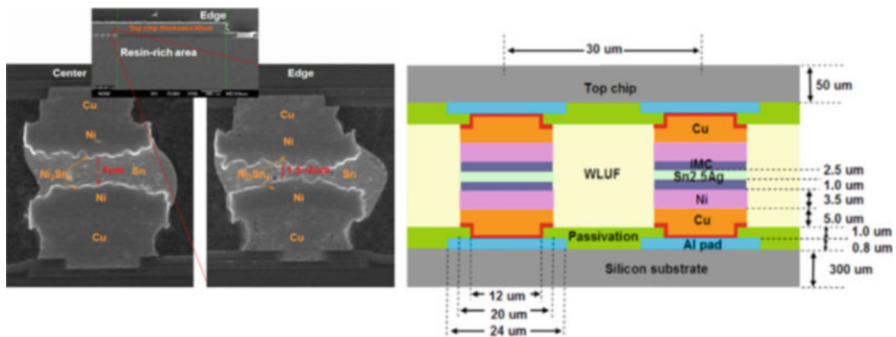 Edge
Resin-rich area
Center
Edge
Cu
Ni
Ni3Sn4
Sn
Ni
Cu
Cu
Ni
Sn
Ni
Cu
30 um
50 um
Top chip
Cu
IMC
WLUF
Sn2.5Ag
2.5 um
1.0 um
Ni
3.5 um
Cu
5.0 um
Passivation
1.0 um
Al pad
0.8 um
Silicon substrate
300 um
12 um
20 um
24 um